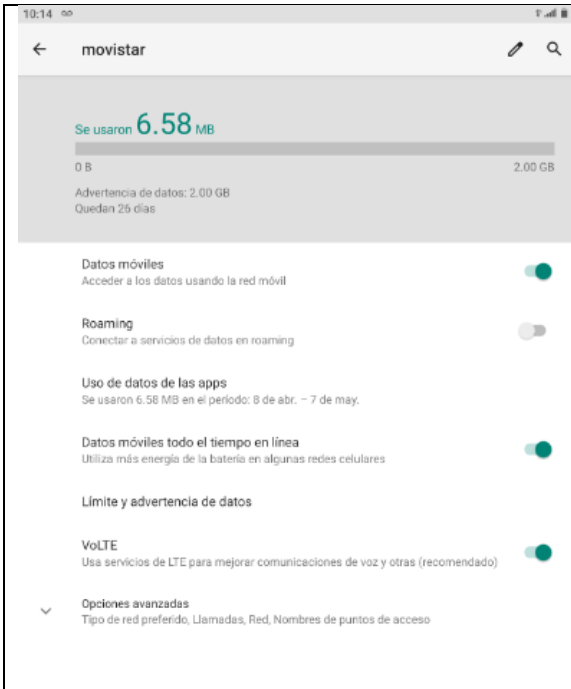 10:14
movistar
Se usaron 6.58 MB
0 B 2.00 GB
Advertencia de datos: 2.00 GB
Quedan 26 días
Datos móviles
Acceder a los datos usando la red móvil
Roaming
Conectar a servicios de datos en roaming
Uso de datos de las apps
Se usaron 6.58 MB en el período: 8 de abr. – 7 de may.
Datos móviles todo el tiempo en línea
Utiliza más energía de la batería en algunas redes celulares
Límite y advertencia de datos
VoLTE
Usa servicios de LTE para mejorar comunicaciones de voz y otras (recomendado)
Opciones avanzadas
Tipo de red preferido, Llamadas, Red, Nombres de puntos de acceso